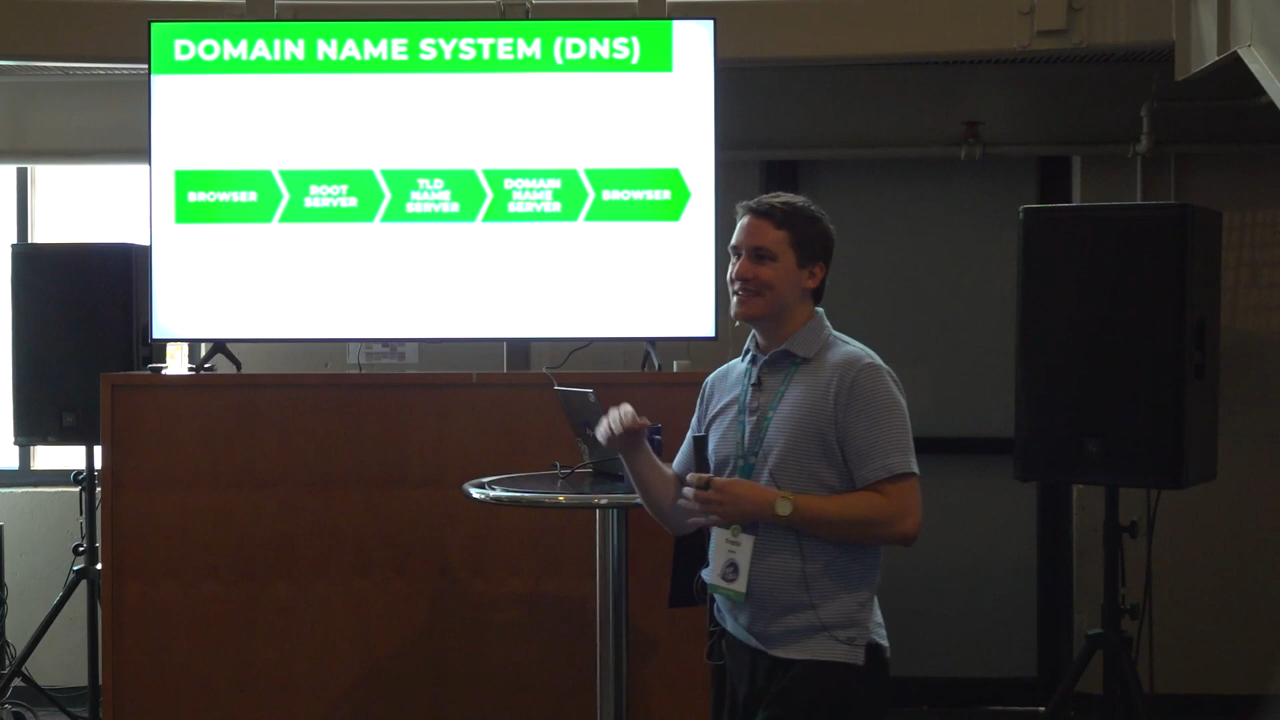 DOMAIN NAME SYSTEM (DNS)
BROWSER
ROOT
SERVER
TLD
NAME
SERVER
DOMAIN
NAME
SERVER
BROWSER